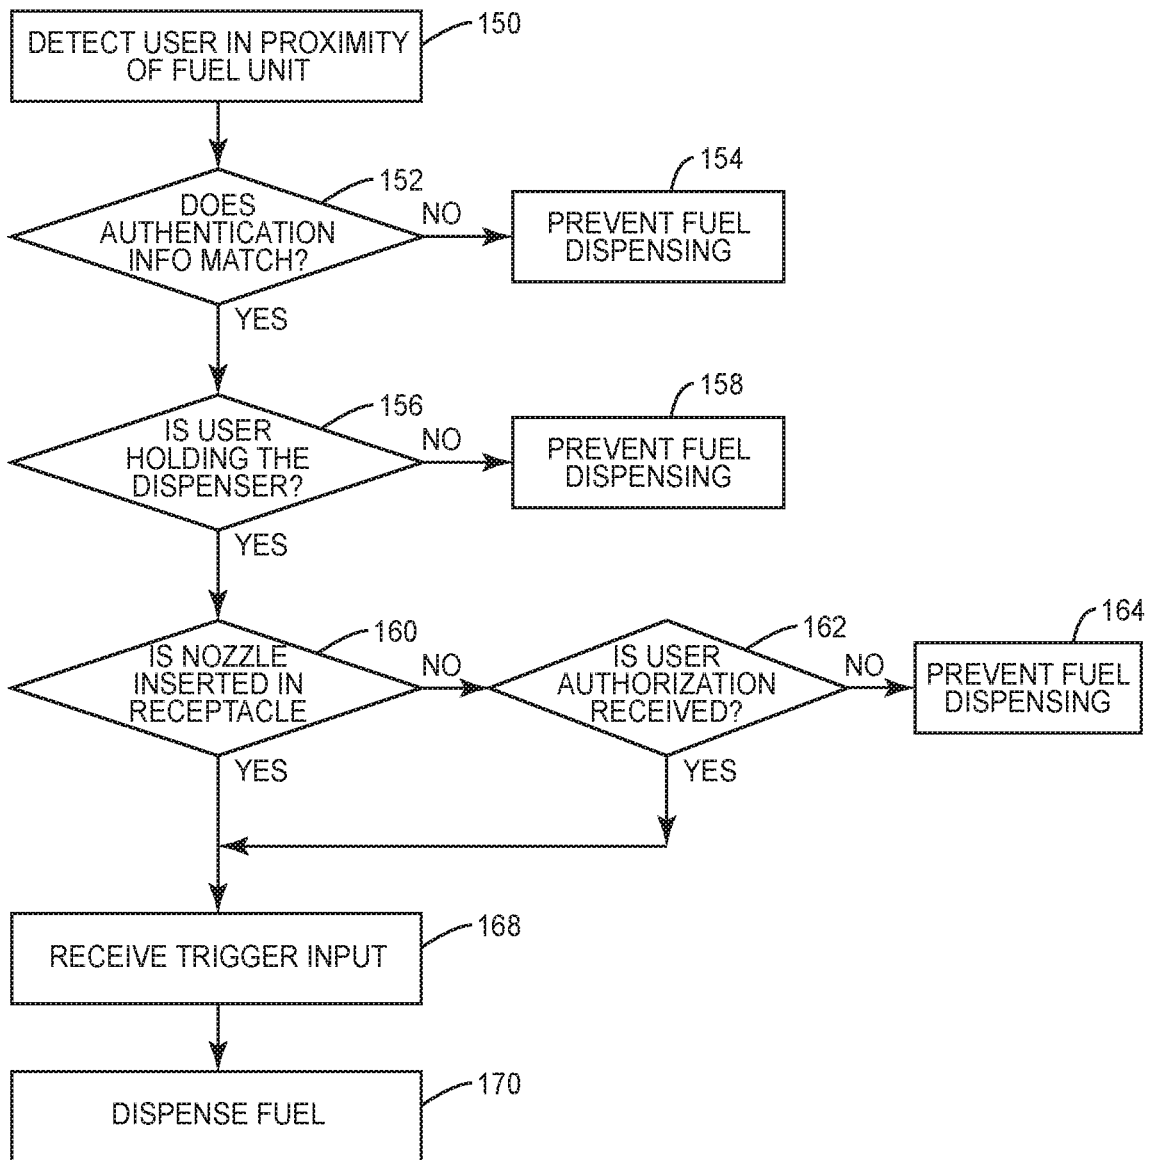 150
DETECT USER IN PROXIMITY
OF FUEL UNIT
152
DOES
AUTHENTICATION
INFO MATCH?
NO
154
PREVENT FUEL
DISPENSING
YES
156
IS USER
HOLDING THE
DISPENSER?
NO
158
PREVENT FUEL
DISPENSING
YES
160
IS NOZZLE
INSERTED IN
RECEPTACLE
NO
162
IS USER
AUTHORIZATION
RECEIVED?
NO
164
PREVENT FUEL
DISPENSING
YES
YES
168
RECEIVE TRIGGER INPUT
170
DISPENSE FUEL